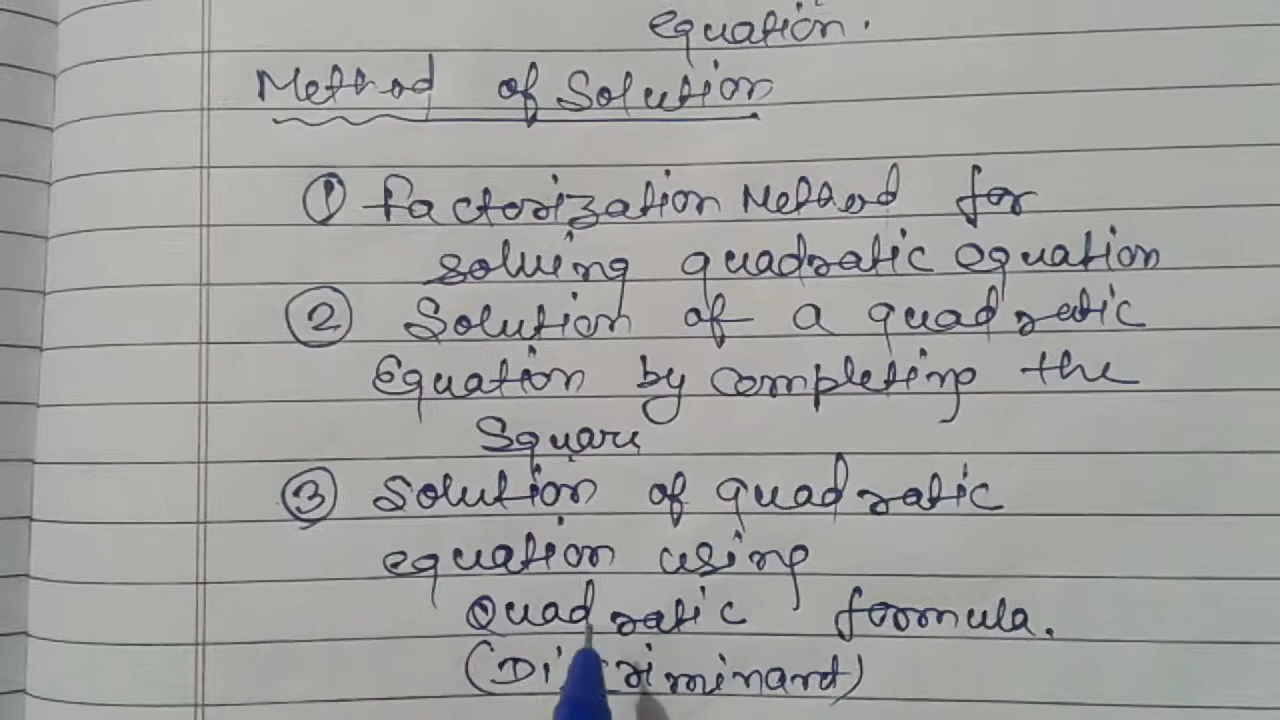 equation.
Method of Solution
① Factorization Method for
solving quadratic equation
② Solution of a quadratic
Equation by completing the
Square
③ Solution of quadratic
equation using
Quadratic formula.